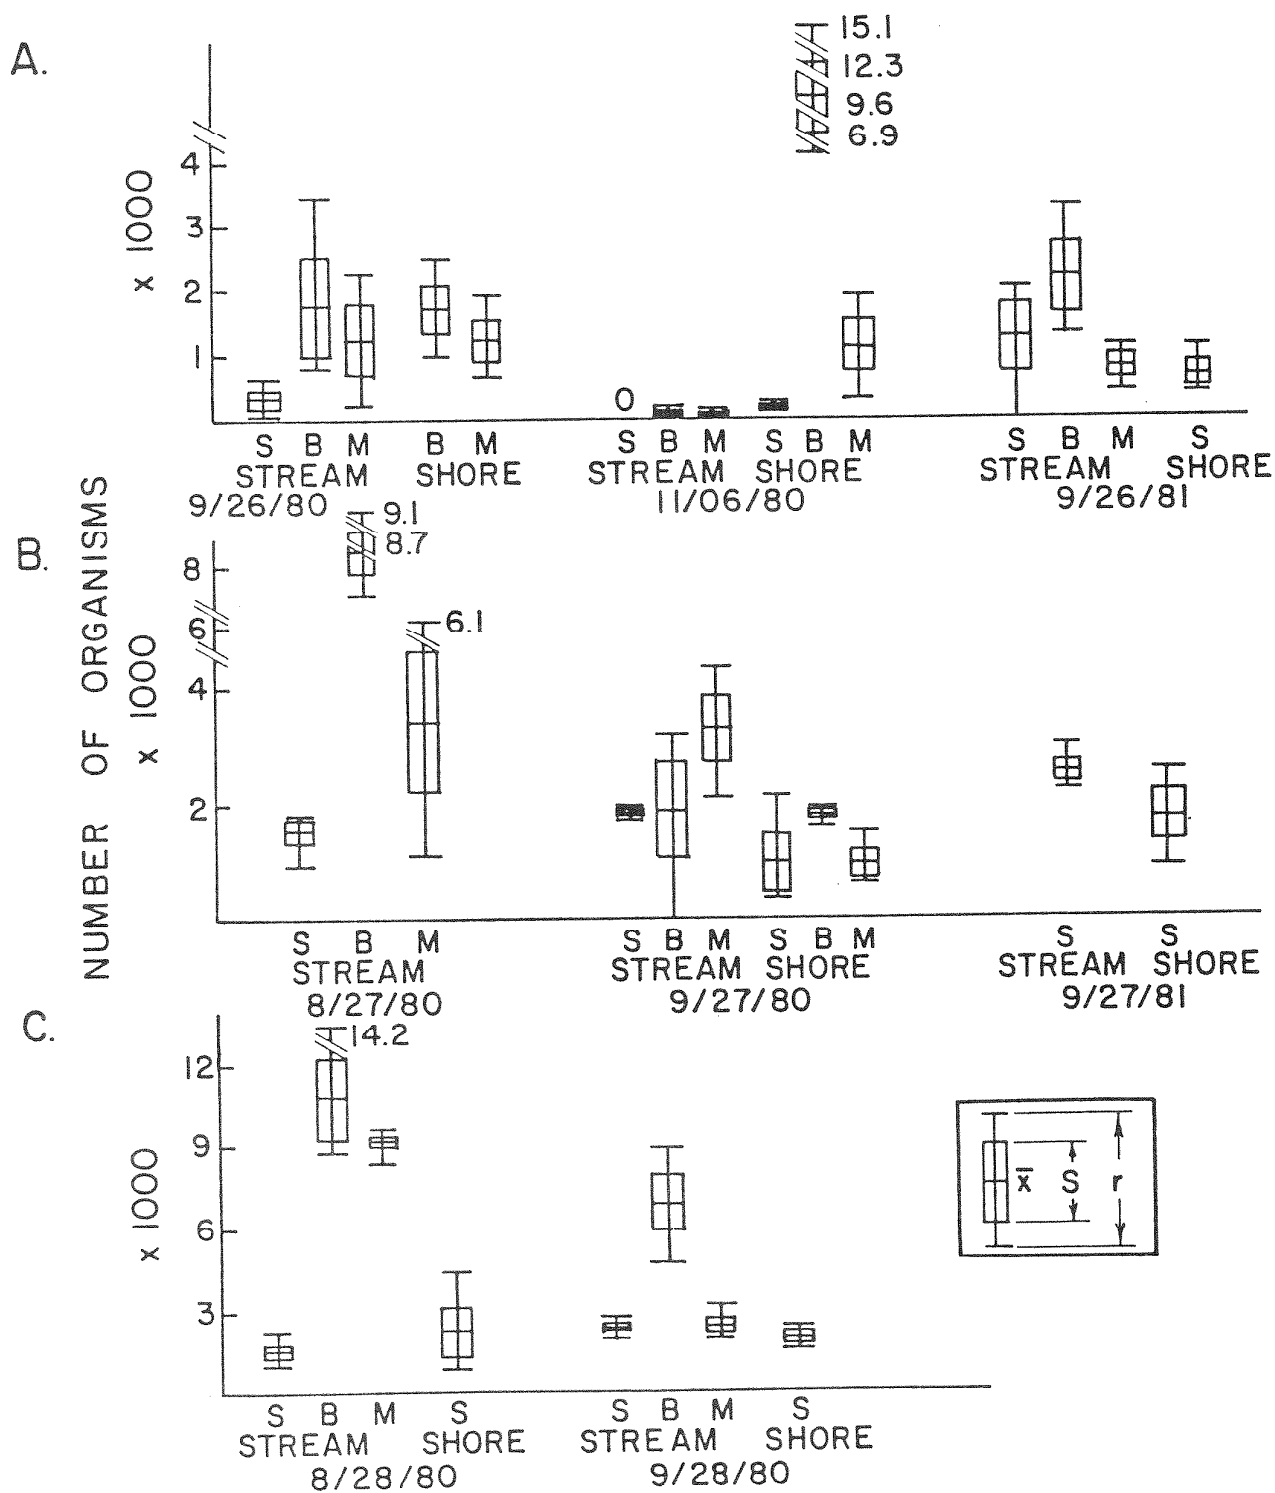 A.
15.1
12.3
9.6
6.9
4
3
2
1
x 1000
0
S B M B M
STREAM SHORE
9/26/80
S B M S B M
STREAM SHORE
11/06/80
S B M S
STREAM SHORE
9/26/81
NUMBER OF ORGANISMS
B.
9.1
8.7
6.1
8
6
4
2
x 1000
S B M
STREAM
8/27/80
S B M S B M
STREAM SHORE
9/27/80
S S
STREAM SHORE
9/27/81
C.
14.2
12
9
6
3
x 1000
x̄ S r
S B M S
STREAM SHORE
8/28/80
S B M S
STREAM SHORE
9/28/80